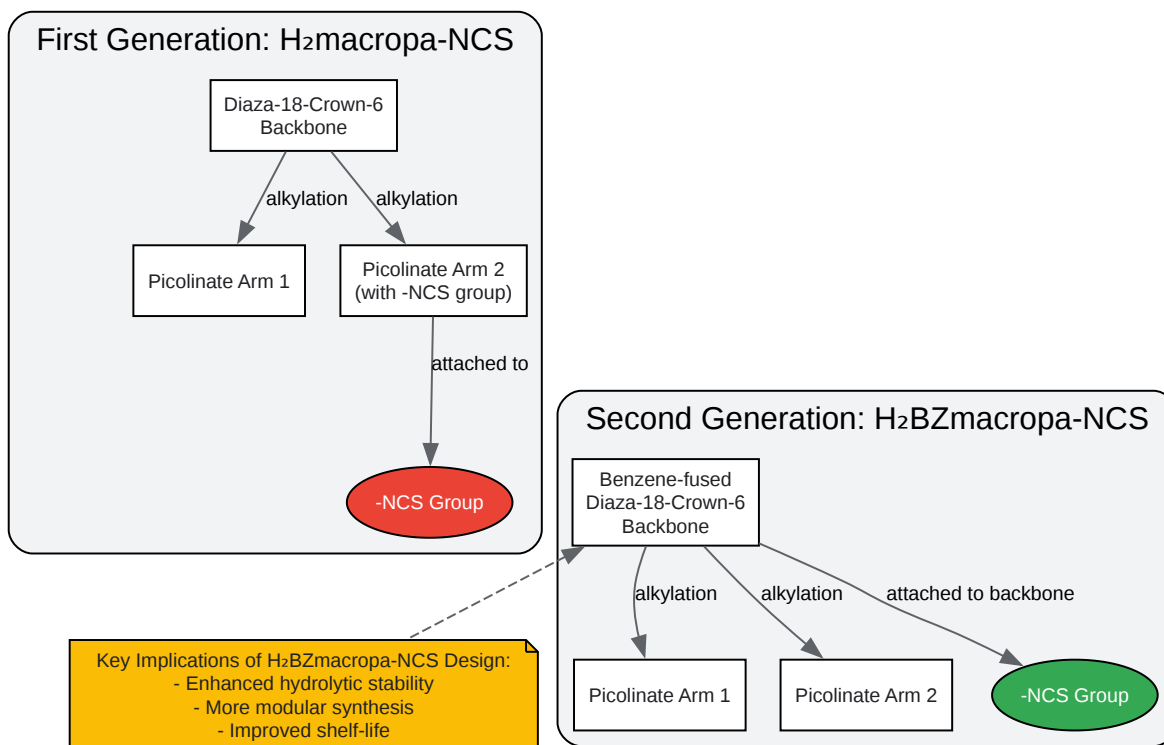 First Generation: H₂macropa-NCS
Diaza-18-Crown-6
Backbone
alkylation
alkylation
Picolinate Arm 1
Picolinate Arm 2
(with -NCS group)
attached to
-NCS Group
Second Generation: H₂BZmacropa-NCS
Benzene-fused
Diaza-18-Crown-6
Backbone
alkylation
alkylation
attached to backbone
Picolinate Arm 1
Picolinate Arm 2
-NCS Group
Key Implications of H₂BZmacropa-NCS Design:
- Enhanced hydrolytic stability
- More modular synthesis
- Improved shelf-life